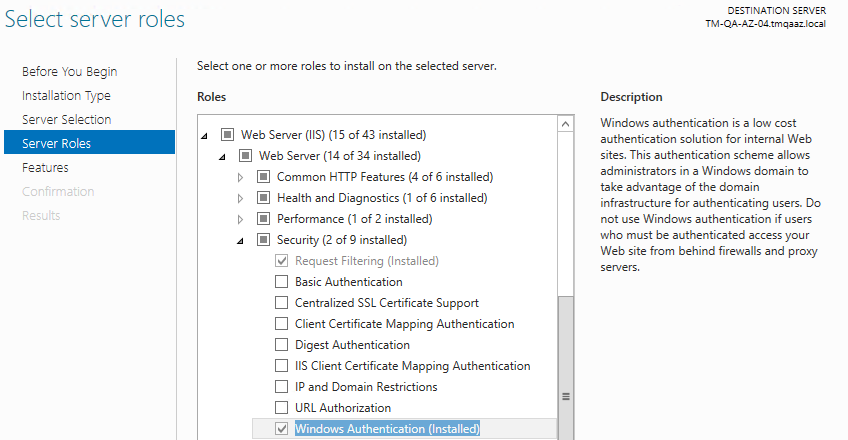 Select server roles
DESTINATION SERVER
TM-QA-AZ-04.tmqaaz.local
Before You Begin
Installation Type
Server Selection
Server Roles
Features
Confirmation
Results
Select one or more roles to install on the selected server.
Roles
Web Server (IIS) (15 of 43 installed)
Web Server (14 of 34 installed)
Common HTTP Features (4 of 6 installed)
Health and Diagnostics (1 of 6 installed)
Performance (1 of 2 installed)
Security (2 of 9 installed)
Request Filtering (Installed)
Basic Authentication
Centralized SSL Certificate Support
Client Certificate Mapping Authentication
Digest Authentication
IIS Client Certificate Mapping Authentication
IP and Domain Restrictions
URL Authorization
Windows Authentication (Installed)
Description
Windows authentication is a low cost
authentication solution for internal Web
sites. This authentication scheme allows
administrators in a Windows domain to
take advantage of the domain
infrastructure for authenticating users. Do
not use Windows authentication if users
who must be authenticated access your
Web site from behind firewalls and proxy
servers.